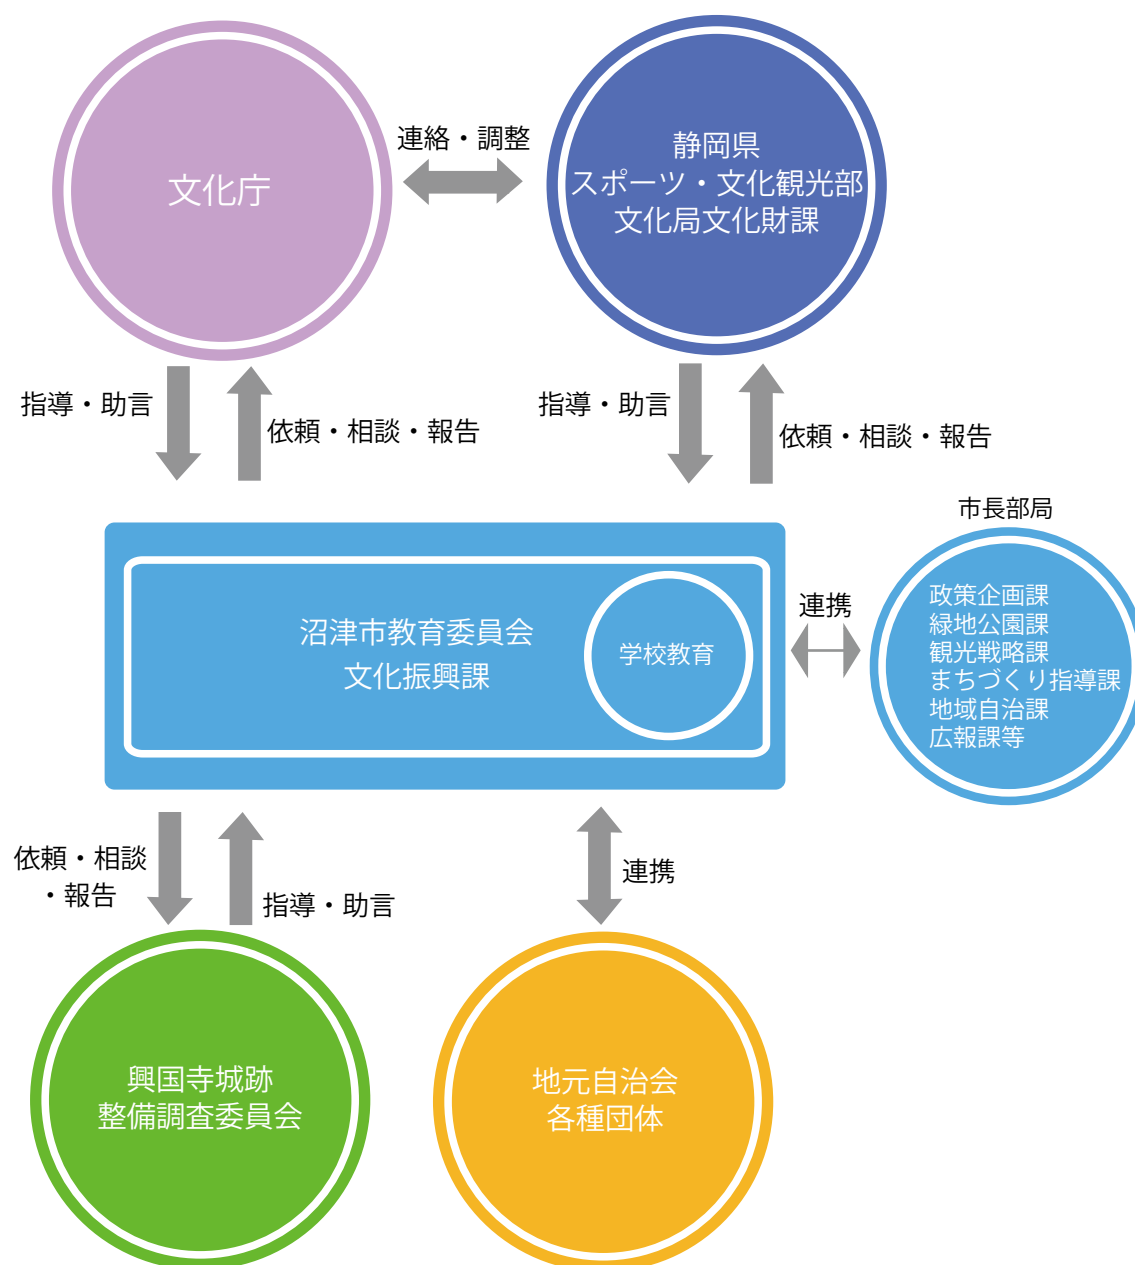 文化庁
連絡・調整
静岡県
スポーツ・文化観光部
文化局文化財課
指導・助言
依頼・相談・報告
指導・助言
依頼・相談・報告
市長部局
沼津市教育委員会
文化振興課
学校教育
連携
政策企画課
緑地公園課
観光戦略課
まちづくり指導課
地域自治課
広報課等
依頼・相談
・報告
指導・助言
連携
興国寺城跡
整備調査委員会
地元自治会
各種団体